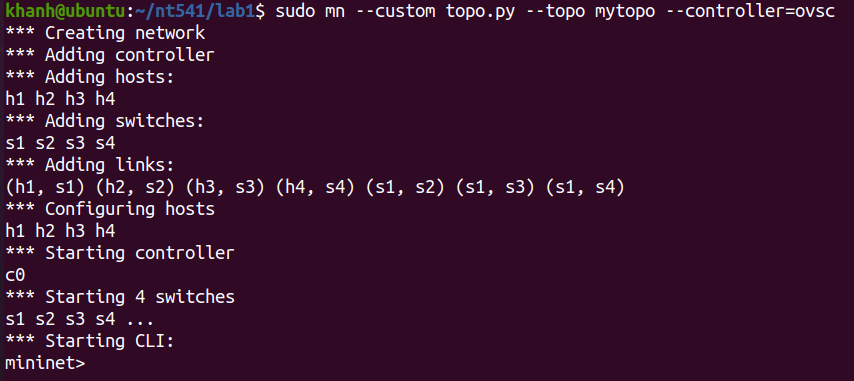 khanh@ubuntu:~/nt541/lab1$ sudo mn --custom topo.py --topo mytopo --controller=ovsc
*** Creating network
*** Adding controller
*** Adding hosts:
h1 h2 h3 h4
*** Adding switches:
s1 s2 s3 s4
*** Adding links:
(h1, s1) (h2, s2) (h3, s3) (h4, s4) (s1, s2) (s1, s3) (s1, s4)
*** Configuring hosts
h1 h2 h3 h4
*** Starting controller
c0
*** Starting 4 switches
s1 s2 s3 s4 ...
*** Starting CLI:
mininet>